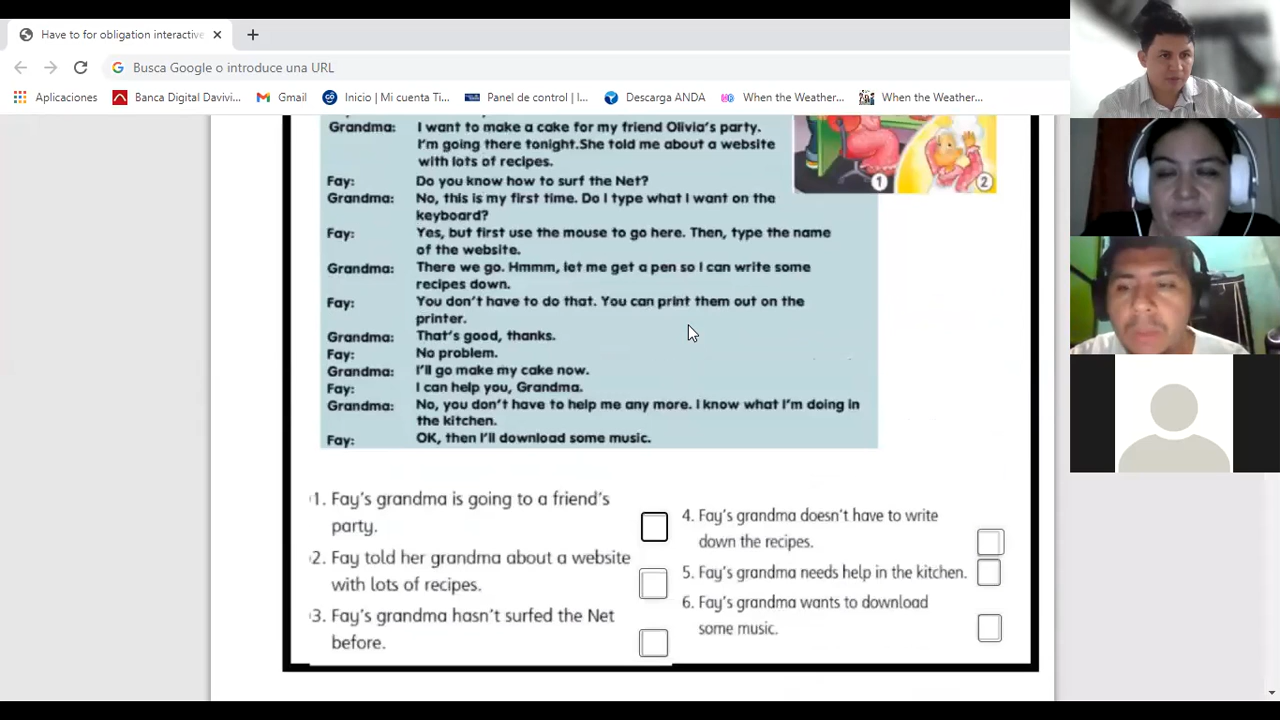 Have to for obligation interactive
Busca Google o introduce una URL
Aplicaciones
Banca Digital Davivi...
Gmail
Inicio | Mi cuenta Ti...
Panel de control | I...
Descarga ANDA
When the Weather...
When the Weather...
Grandma: I want to make a cake for my friend Olivia's party.
I'm going there tonight.She told me about a website
with lots of recipes.
Fay: Do you know how to surf the Net?
Grandma: No, this is my first time. Do I type what I want on the
keyboard?
Fay: Yes, but first use the mouse to go here. Then, type the name
of the website.
Grandma: There we go. Hmmm, let me get a pen so I can write some
recipes down.
Fay: You don't have to do that. You can print them out on the
printer.
Grandma: That's good, thanks.
Fay: No problem.
Grandma: I'll go make my cake now.
Fay: I can help you, Grandma.
Grandma: No, you don't have to help me any more. I know what I'm doing in
the kitchen.
Fay: OK, then I'll download some music.
1
2
1. Fay's grandma is going to a friend's
party.
2. Fay told her grandma about a website
with lots of recipes.
3. Fay's grandma hasn't surfed the Net
before.
4. Fay's grandma doesn't have to write
down the recipes.
5. Fay's grandma needs help in the kitchen.
6. Fay's grandma wants to download
some music.